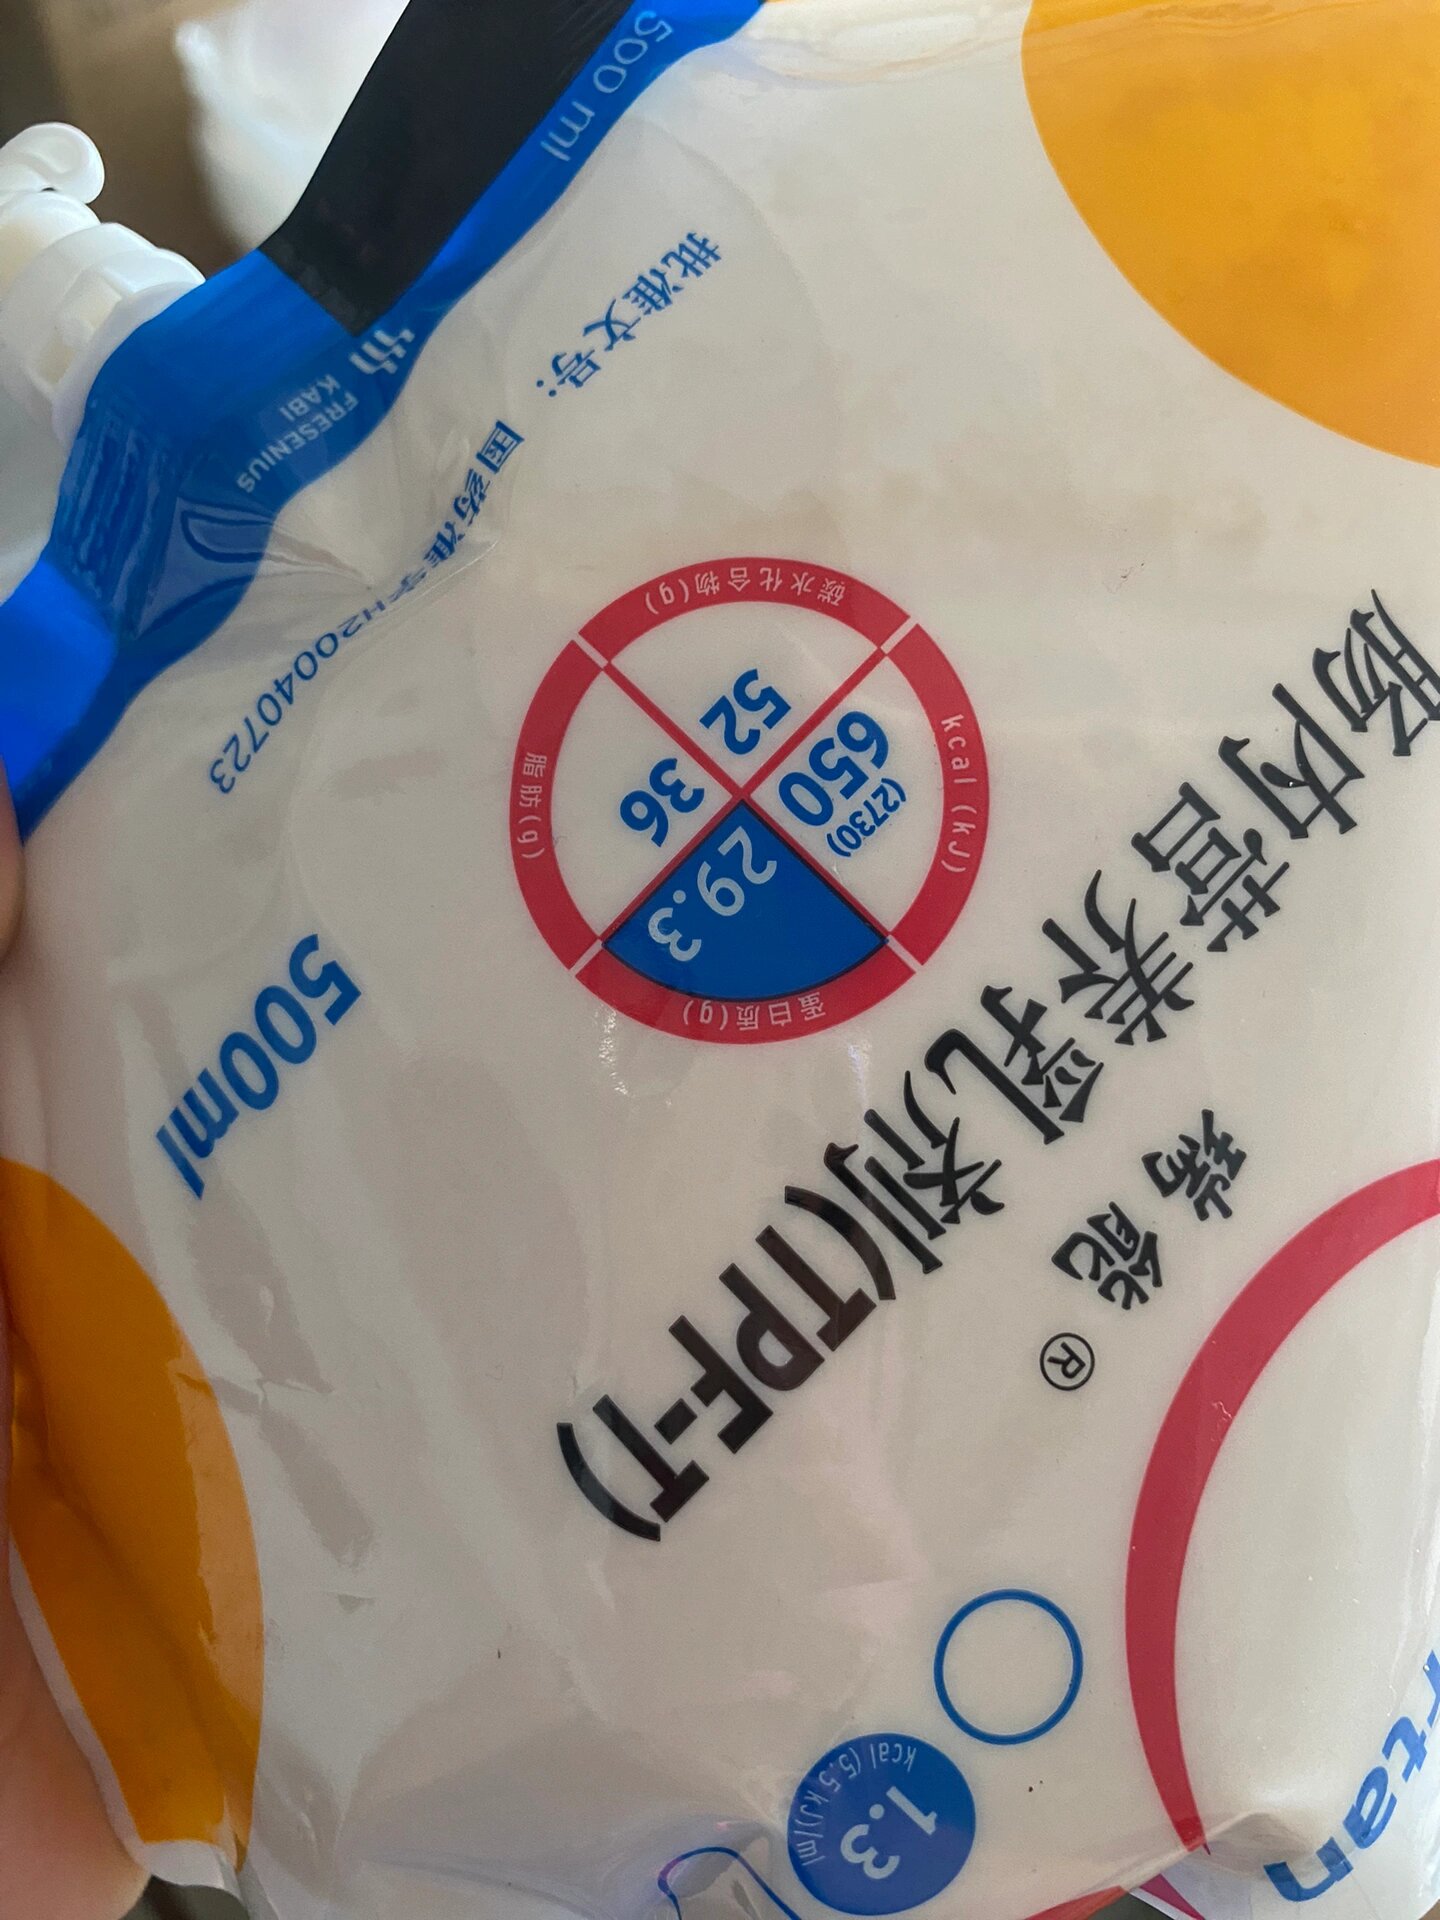 rtan
1.3
kcal (5.5 kJ)/ml
瑞能®
肠内营养乳剂(TPF-T)
蛋白质(g)
29.3
kcal (kJ)
650
(2730)
脂肪(g)
36
52
碳水化合物(g)
500ml
批准文号：国药准字H20040723
FRESENIUS
KABI
500 ml